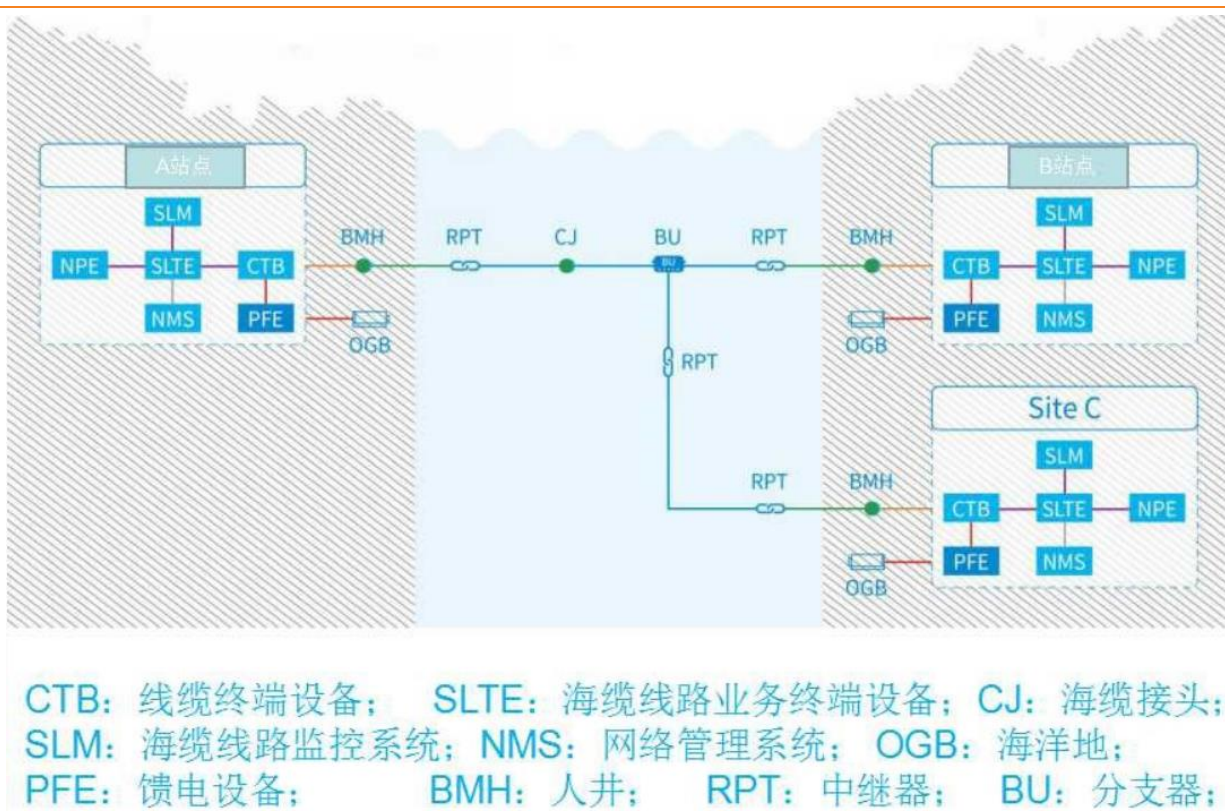 A站点
B站点
SLM
SLM
BMH
RPT
CJ
BU
RPT
BMH
NPE
SLTE
CTB
BU
CTB
SLTE
NPE
NMS
PFE
PFE
NMS
OGB
OGB
RPT
Site C
SLM
RPT
BMH
CTB
SLTE
NPE
PFE
NMS
OGB
CTB：线缆终端设备； SLTE：海缆线路业务终端设备；CJ：海缆接头；
SLM：海缆线路监控系统；NMS：网络管理系统； OGB：海洋地；
PFE：馈电设备； BMH：人井； RPT：中继器； BU：分支器；